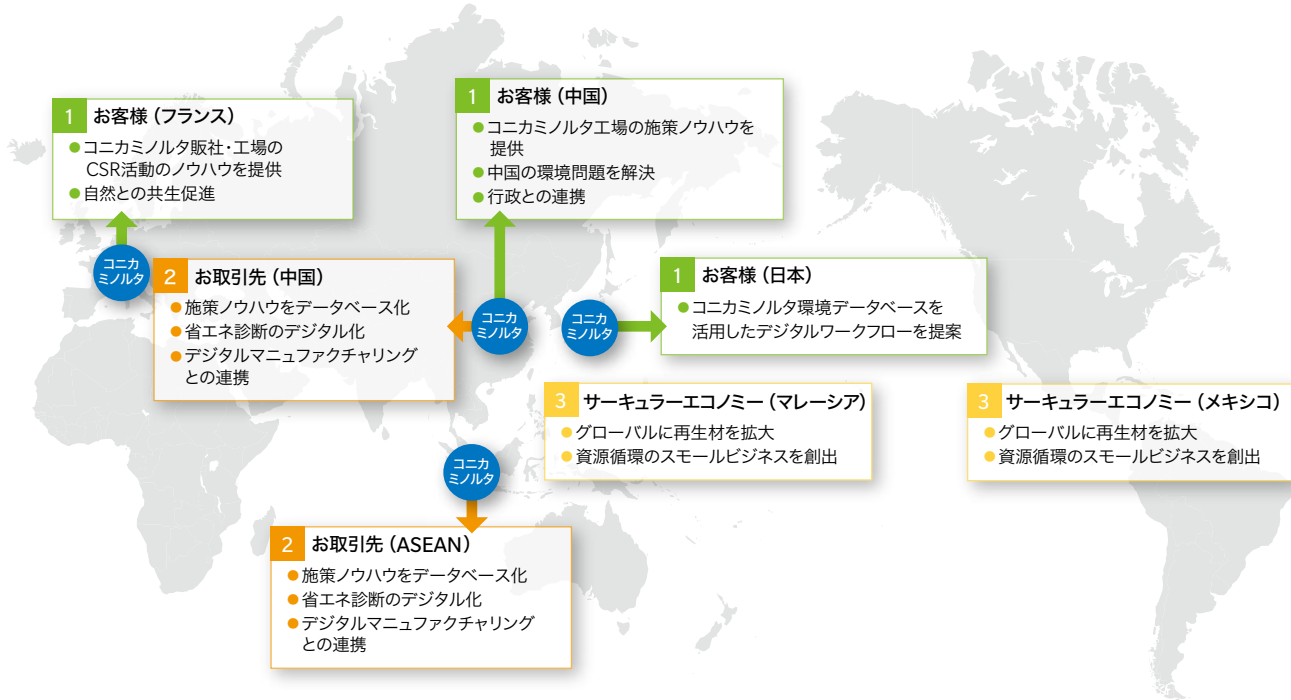 1 お客様（フランス）
●コニカミノルタ販社・工場の
CSR活動のノウハウを提供
●自然との共生促進
1 お客様（中国）
●コニカミノルタ工場の施策ノウハウを
提供
●中国の環境問題を解決
●行政との連携
コニカ
ミノルタ
2 お取引先（中国）
●施策ノウハウをデータベース化
●省エネ診断のデジタル化
●デジタルマニュファクチャリング
との連携
コニカ
ミノルタ
コニカ
ミノルタ
1 お客様（日本）
●コニカミノルタ環境データベースを
活用したデジタルワークフローを提案
3 サーキュラーエコノミー（マレーシア）
●グローバルに再生材を拡大
●資源循環のスモールビジネスを創出
3 サーキュラーエコノミー（メキシコ）
●グローバルに再生材を拡大
●資源循環のスモールビジネスを創出
コニカ
ミノルタ
2 お取引先（ASEAN）
●施策ノウハウをデータベース化
●省エネ診断のデジタル化
●デジタルマニュファクチャリング
との連携